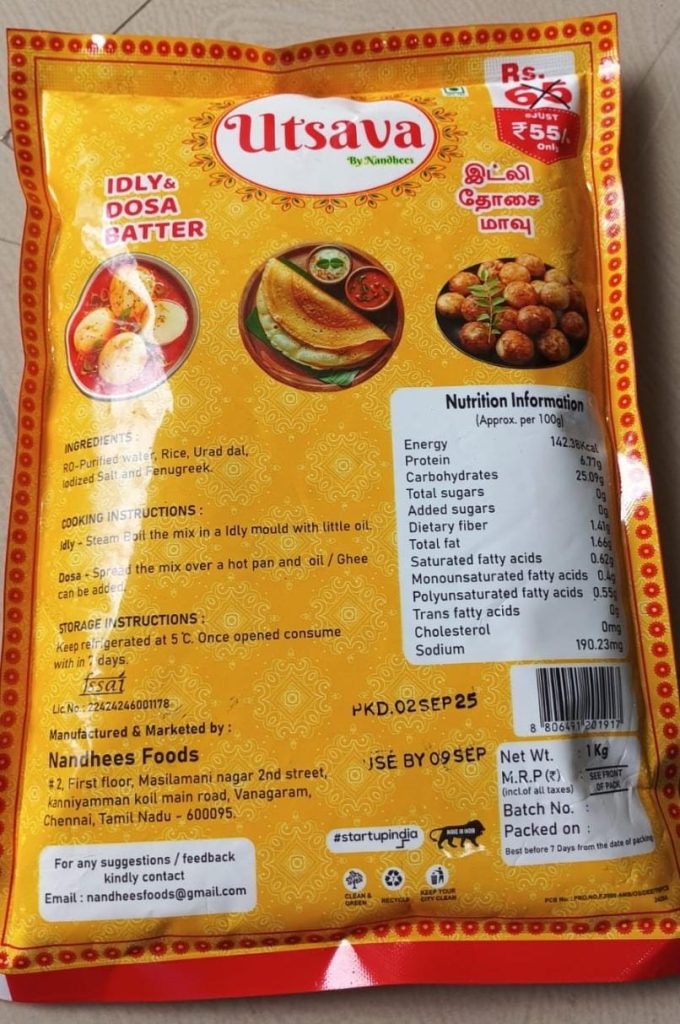 Rs.
@JUST
₹55/-
Only
Utsava
By Nandhees
IDLY &
DOSA
BATTER
இட்லி
தோசை
மாவு
INGREDIENTS :
RO-Purified water, Rice, Urad dal,
Iodized Salt and Fenugreek.
COOKING INSTRUCTIONS :
Idly - Steam Boil the mix in a Idly mould with little oil.
Dosa - Spread the mix over a hot pan and oil / Ghee
can be added.
STORAGE INSTRUCTIONS :
Keep refrigerated at 5°C. Once opened consume
with in 7 days.
fssai
Lic.No : 22424246001178
Manufactured & Marketed by :
Nandhees Foods
#2, First floor, Masilamani nagar 2nd street,
kanniyamman koil main road, Vanagaram,
Chennai, Tamil Nadu - 600095.
For any suggestions / feedback
kindly contact
Email : nandheesfoods@gmail.com
Nutrition Information
(Approx. per 100g)
Energy 142.38Kcal
Protein 6.77g
Carbohydrates 25.09g
Total sugars 0g
Added sugars 0g
Dietary fiber 1.41g
Total fat 1.66g
Saturated fatty acids 0.62g
Monounsaturated fatty acids 0.4g
Polyunsaturated fatty acids 0.55g
Trans fatty acids 0g
Cholesterol 0mg
Sodium 190.23mg
8 806491 201917
PKD.02 SEP 25
USE BY 09 SEP
Net Wt. : 1 Kg
M.R.P (₹) : SEE FRONT
(incl.of all taxes) OF PACK
Batch No. :
Packed on :
Best before 7 Days from the date of packing
#startupindia
MADE IN INDIA
CLEAN &
GREEN
RECYCLE
KEEP YOUR
CITY CLEAN